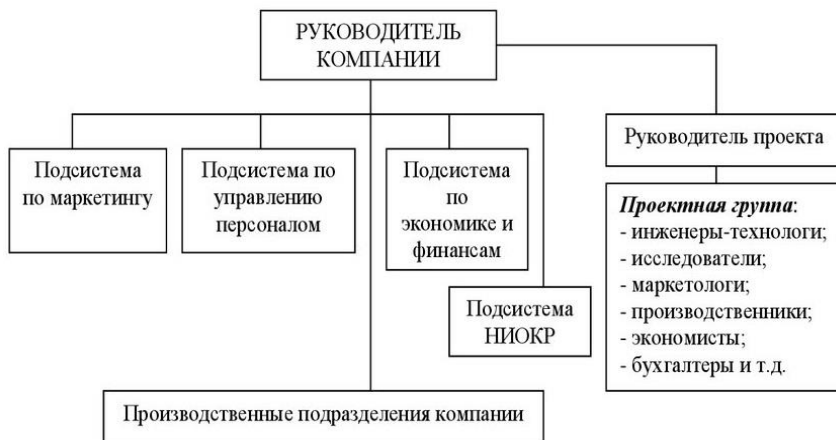 РУКОВОДИТЕЛЬ
КОМПАНИИ
Руководитель проекта
Подсистема
по маркетингу
Подсистема по
управлению
персоналом
Подсистема
по
экономике и
финансам
Подсистема
НИОКР
Проектная группа:
- инженеры-технологи;
- исследователи;
- маркетологи;
- производственники;
- экономисты;
- бухгалтеры и т.д.
Производственные подразделения компании